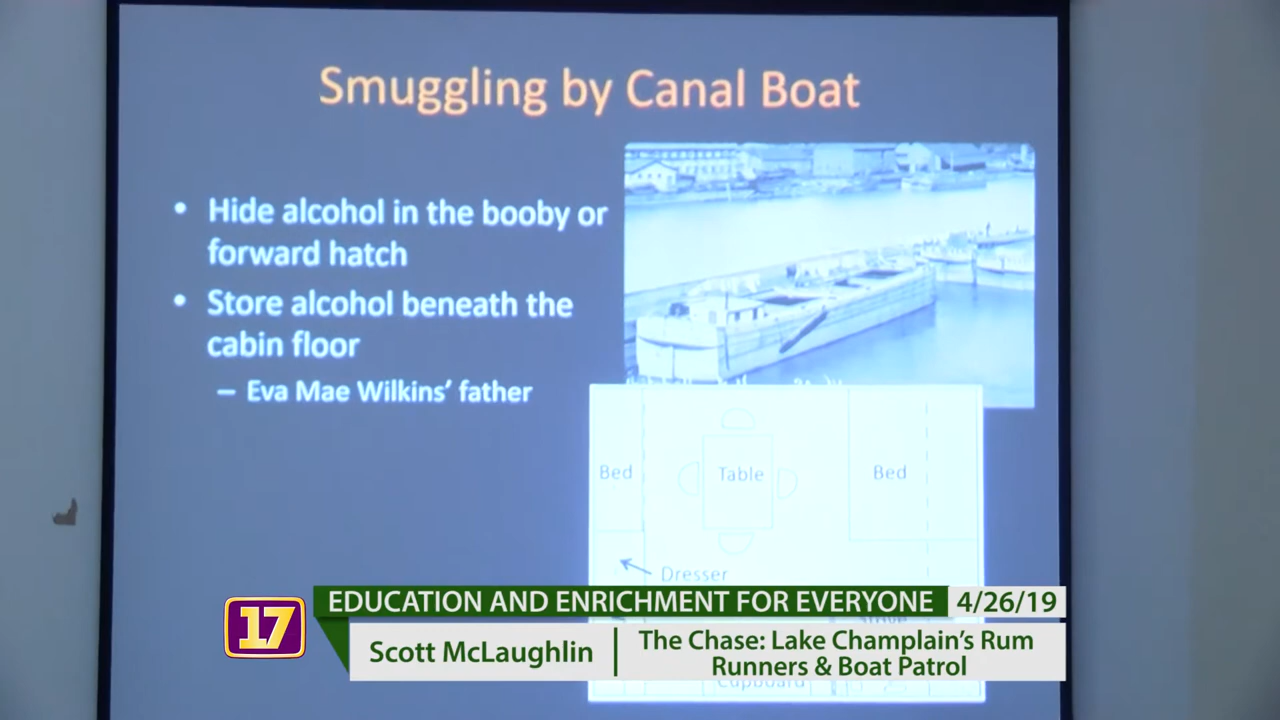 Smuggling by Canal Boat
• Hide alcohol in the booby or
forward hatch
• Store alcohol beneath the
cabin floor
– Eva Mae Wilkins’ father
Bed
Table
Bed
Dresser
17
EDUCATION AND ENRICHMENT FOR EVERYONE
4/26/19
Scott McLaughlin
The Chase: Lake Champlain’s Rum
Runners & Boat Patrol
Cupboard